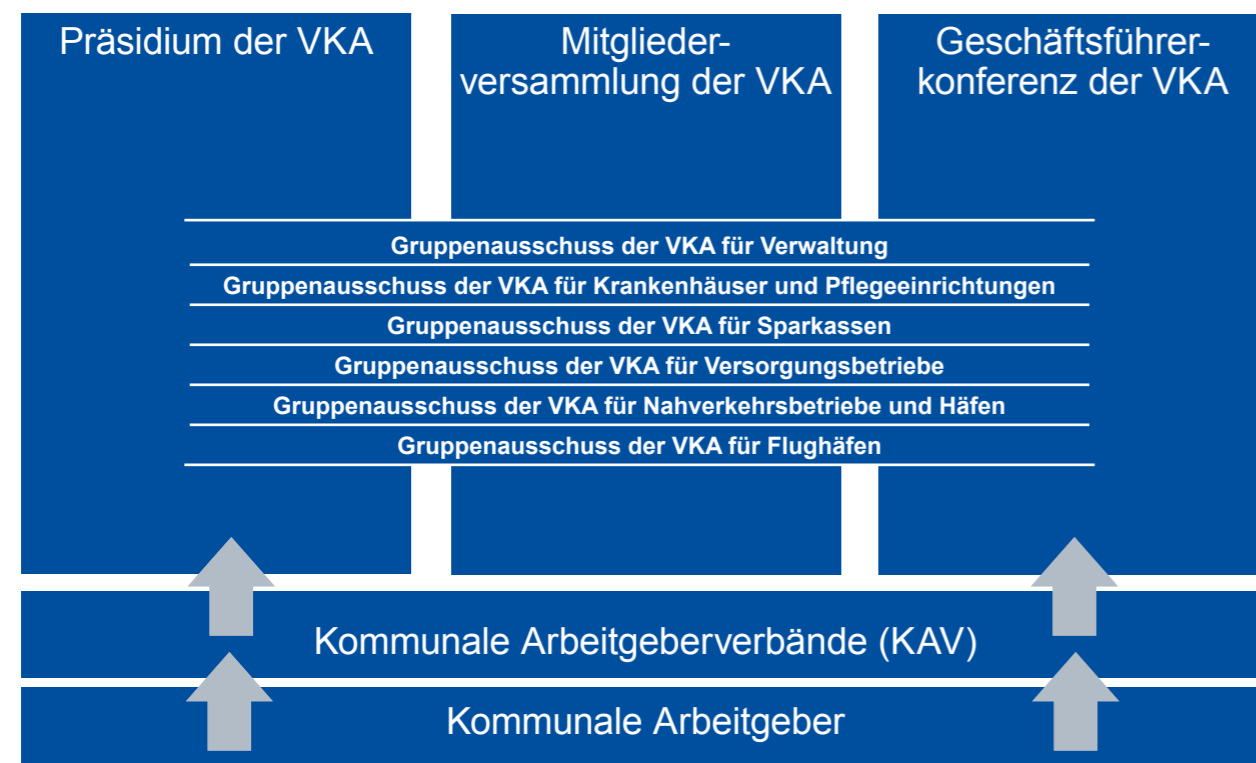 Präsidium der VKA
Mitglieder-
versammlung der VKA
Geschäftsführer-
konferenz der VKA
Gruppenausschuss der VKA für Verwaltung
Gruppenausschuss der VKA für Krankenhäuser und Pflegeeinrichtungen
Gruppenausschuss der VKA für Sparkassen
Gruppenausschuss der VKA für Versorgungsbetriebe
Gruppenausschuss der VKA für Nahverkehrsbetriebe und Häfen
Gruppenausschuss der VKA für Flughäfen
Kommunale Arbeitgeberverbände (KAV)
Kommunale Arbeitgeber